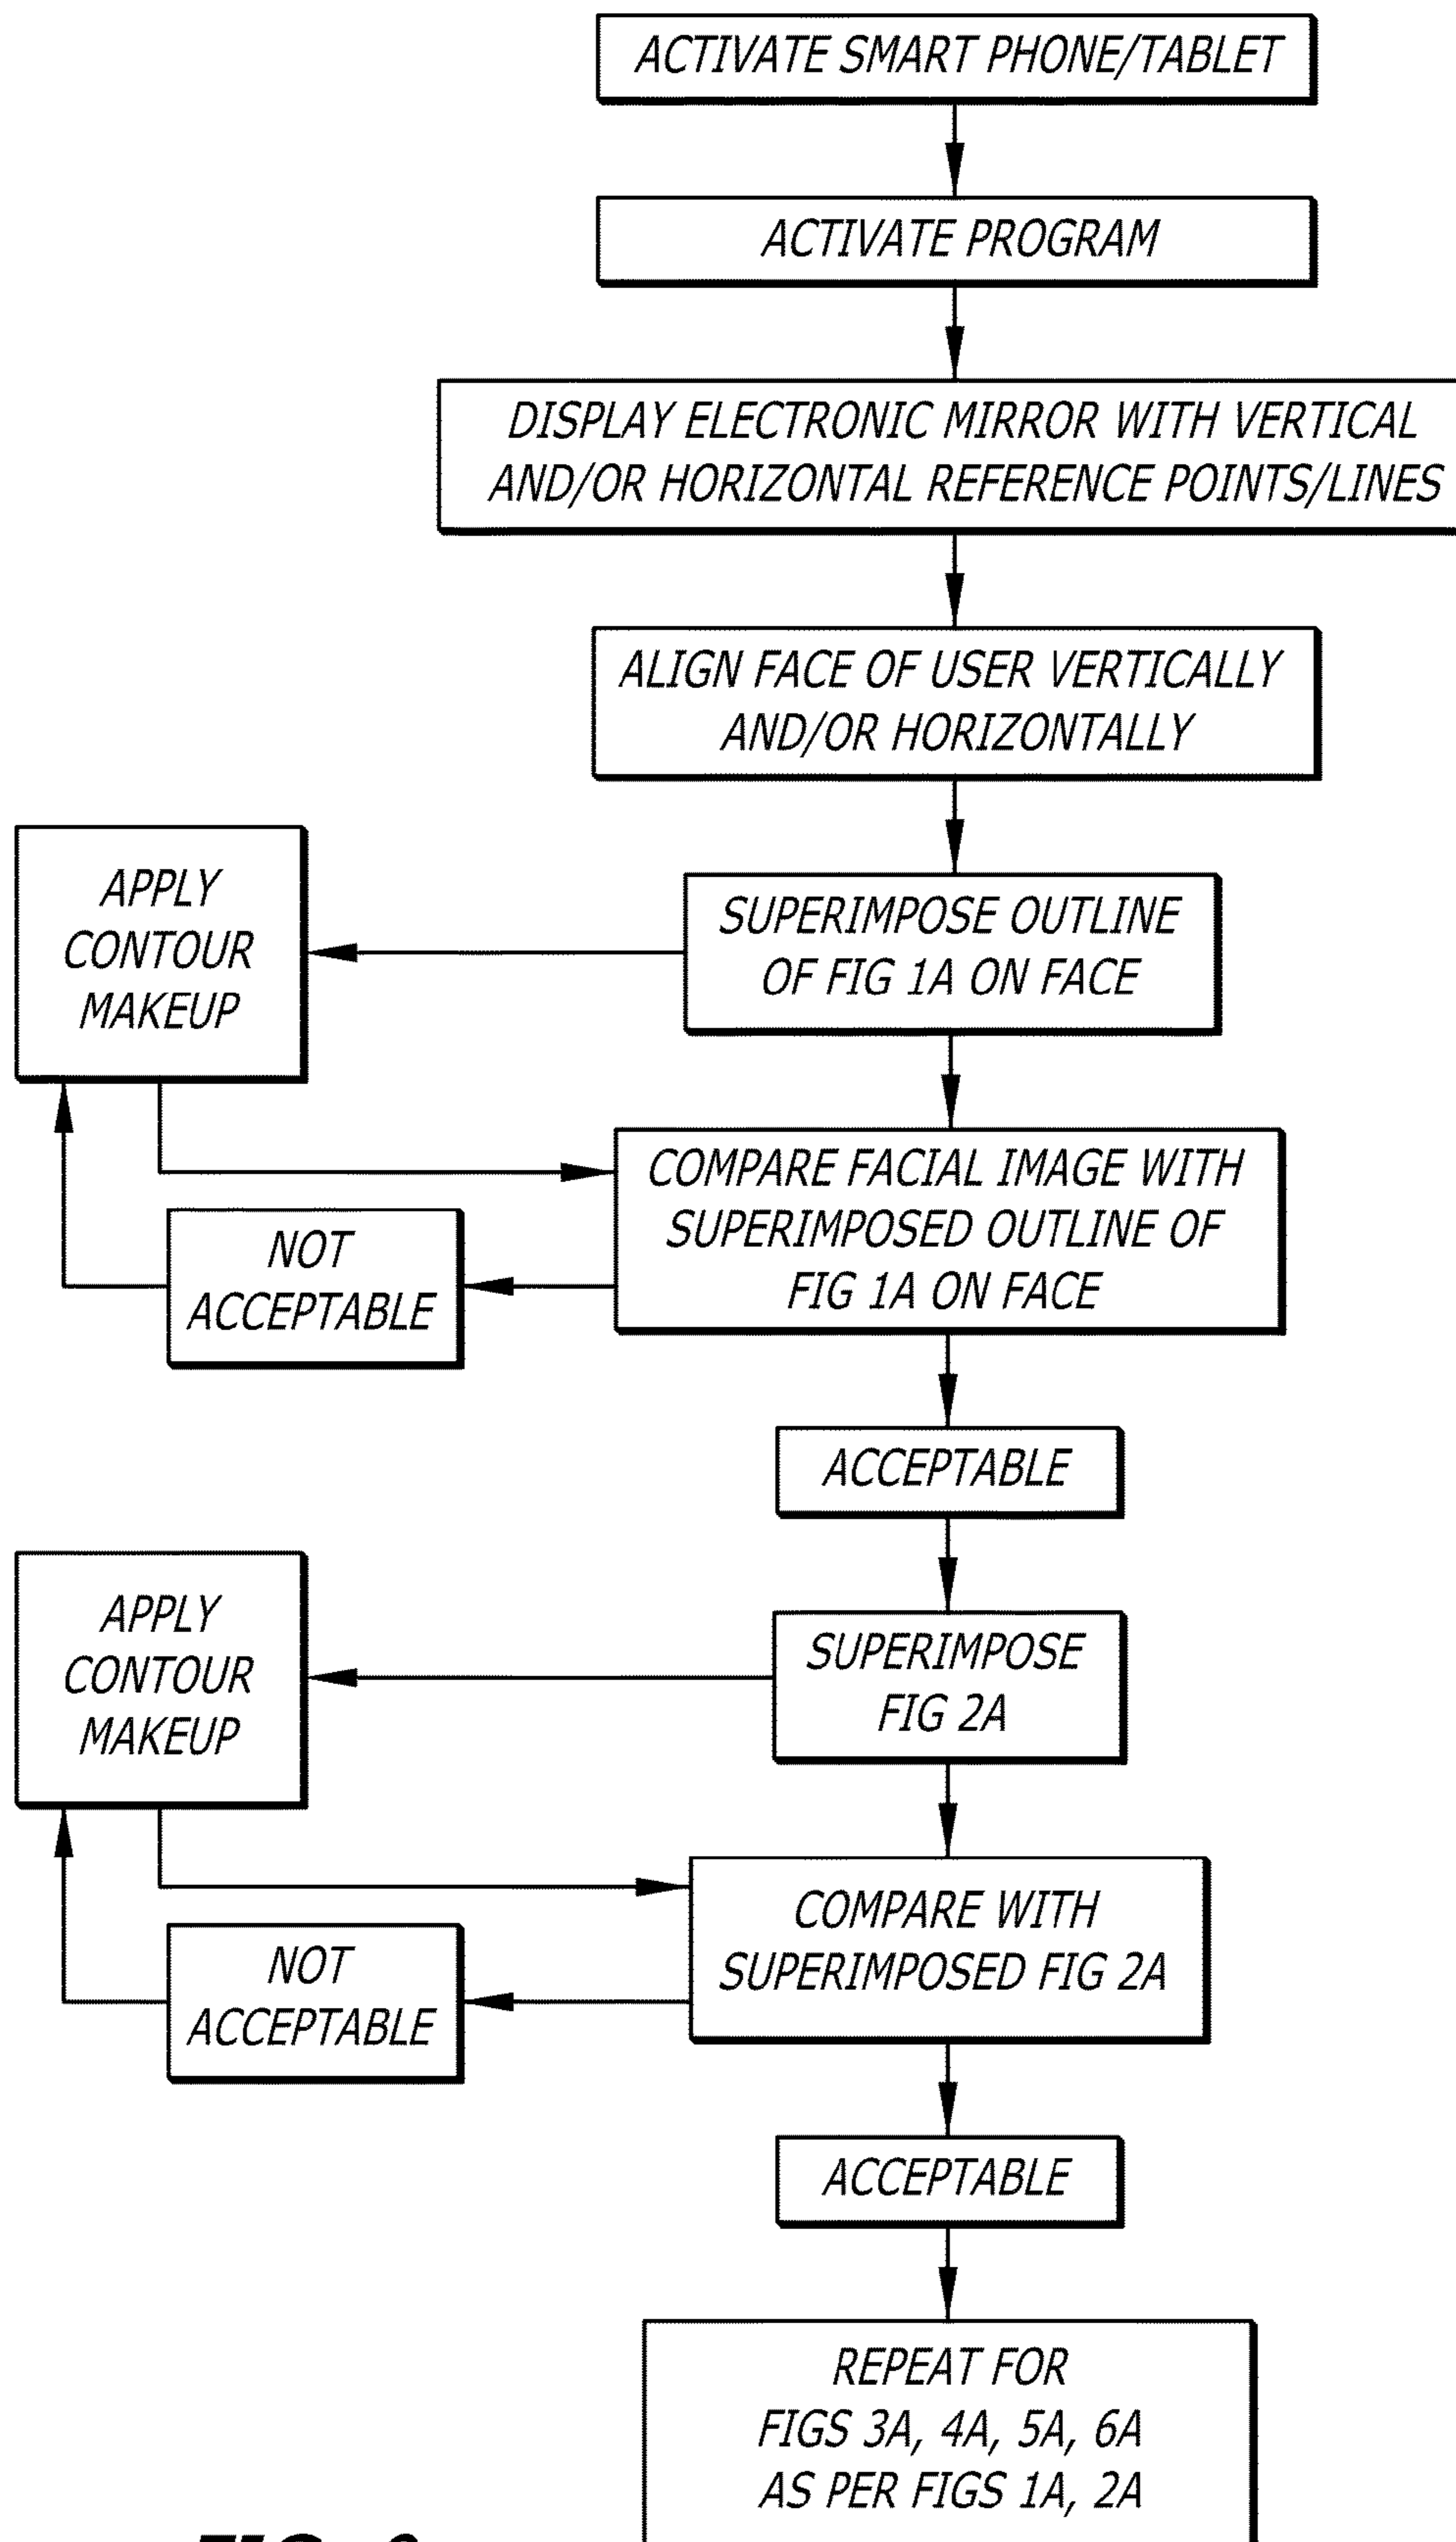 ACTIVATE SMART PHONE/TABLET
ACTIVATE PROGRAM
DISPLAY ELECTRONIC MIRROR WITH VERTICAL
AND/OR HORIZONTAL REFERENCE POINTS/LINES
ALIGN FACE OF USER VERTICALLY
AND/OR HORIZONTALLY
APPLY
CONTOUR
MAKEUP
SUPERIMPOSE OUTLINE
OF FIG 1A ON FACE
COMPARE FACIAL IMAGE WITH
SUPERIMPOSED OUTLINE OF
FIG 1A ON FACE
NOT
ACCEPTABLE
ACCEPTABLE
APPLY
CONTOUR
MAKEUP
SUPERIMPOSE
FIG 2A
COMPARE WITH
SUPERIMPOSED FIG 2A
NOT
ACCEPTABLE
ACCEPTABLE
REPEAT FOR
FIGS 3A, 4A, 5A, 6A
AS PER FIGS 1A, 2A